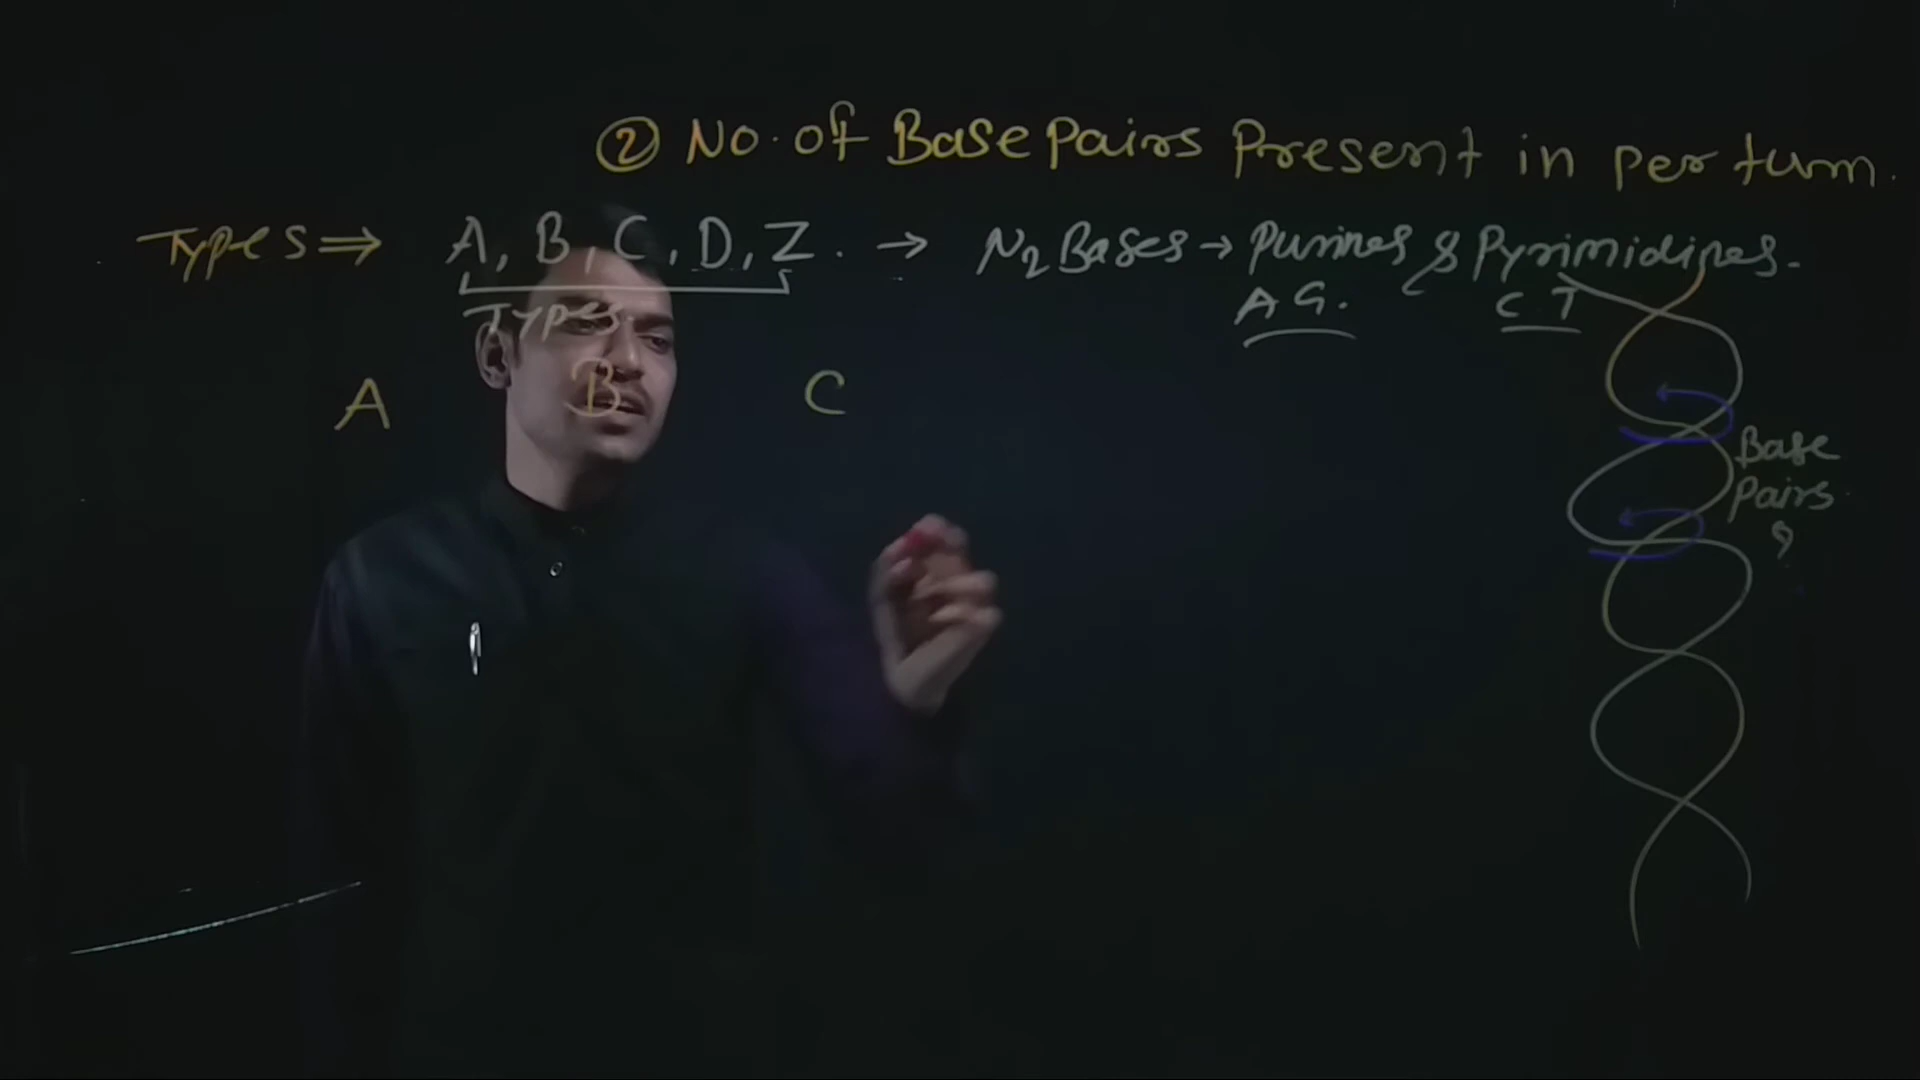 ② No. of Base Pairs Present in per turn.
Types ⇒ A, B, C, D, Z. → N2 Bases → Purines & Pyrimidines.
Types. A G. C T
A B C
Base
Pairs